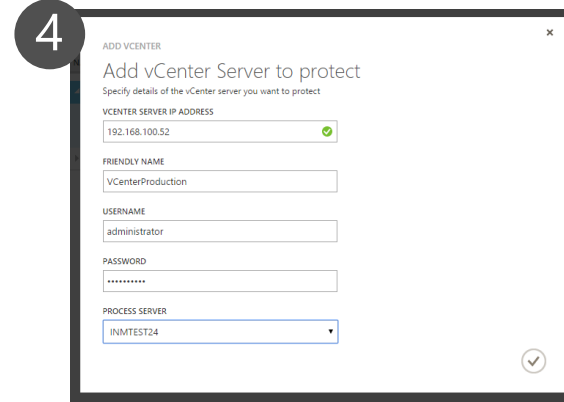 4
ADD VCENTER
Add vCenter Server to protect
Specify details of the vCenter server you want to protect
VCENTER SERVER IP ADDRESS
192.168.100.52
FRIENDLY NAME
VCenterProduction
USERNAME
administrator
PASSWORD
••••••••••
PROCESS SERVER
INMTEST24